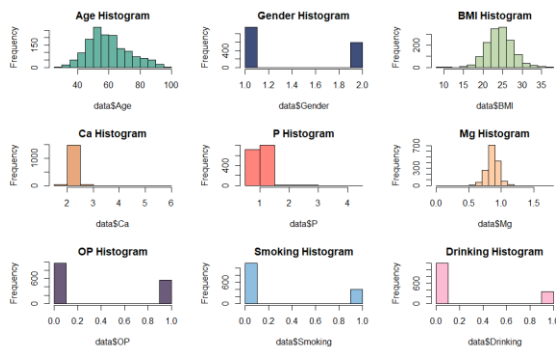 Age Histogram
Frequency
0 150
40 60 80 100
data$Age
Gender Histogram
Frequency
0 400
1.0 1.2 1.4 1.6 1.8 2.0
data$Gender
BMI Histogram
Frequency
0 200
10 15 20 25 30 35
data$BMI
Ca Histogram
Frequency
0 1000
2 3 4 5 6
data$Ca
P Histogram
Frequency
0 400
1 2 3 4
data$P
Mg Histogram
Frequency
0 300 700
0.0 0.5 1.0 1.5
data$Mg
OP Histogram
Frequency
0 600
0.0 0.2 0.4 0.6 0.8 1.0
data$OP
Smoking Histogram
Frequency
0 600
0.0 0.2 0.4 0.6 0.8 1.0
data$Smoking
Drinking Histogram
Frequency
0 600
0.0 0.2 0.4 0.6 0.8 1.0
data$Drinking